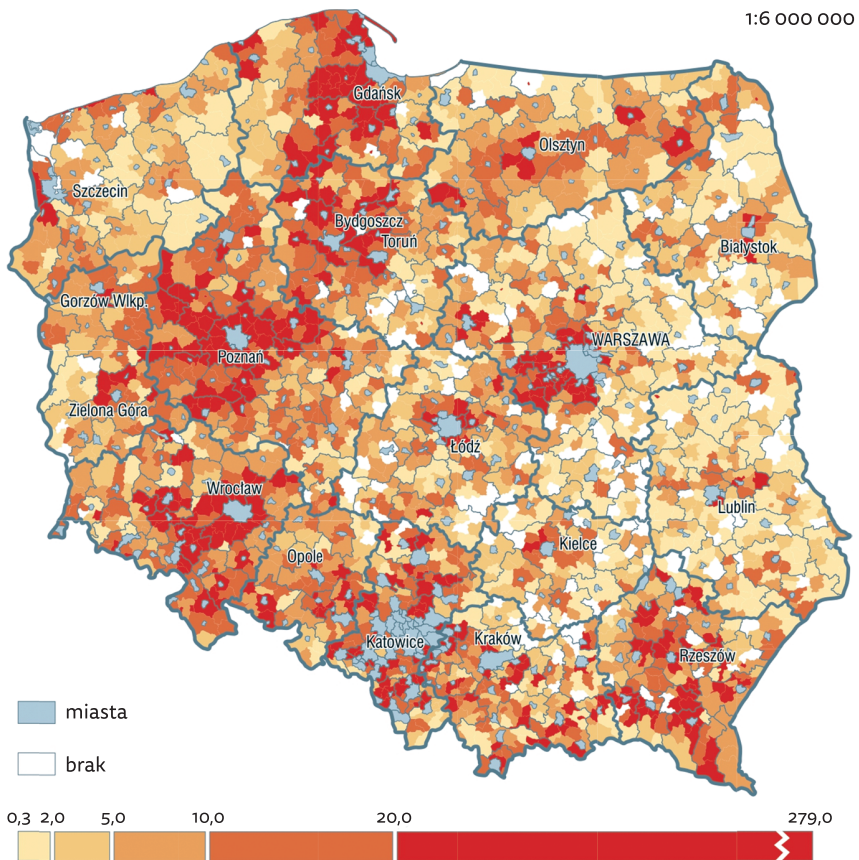 1:6 000 000
Gdańsk
Olsztyn
Szczecin
Bydgoszcz
Toruń
Białystok
Gorzów Wlkp.
WARSZAWA
Poznań
Zielona Góra
Łódź
Wrocław
Lublin
Kielce
Opole
Kraków
Katowice
Rzeszów
miasta
brak
0,3 2,0 5,0 10,0 20,0 279,0